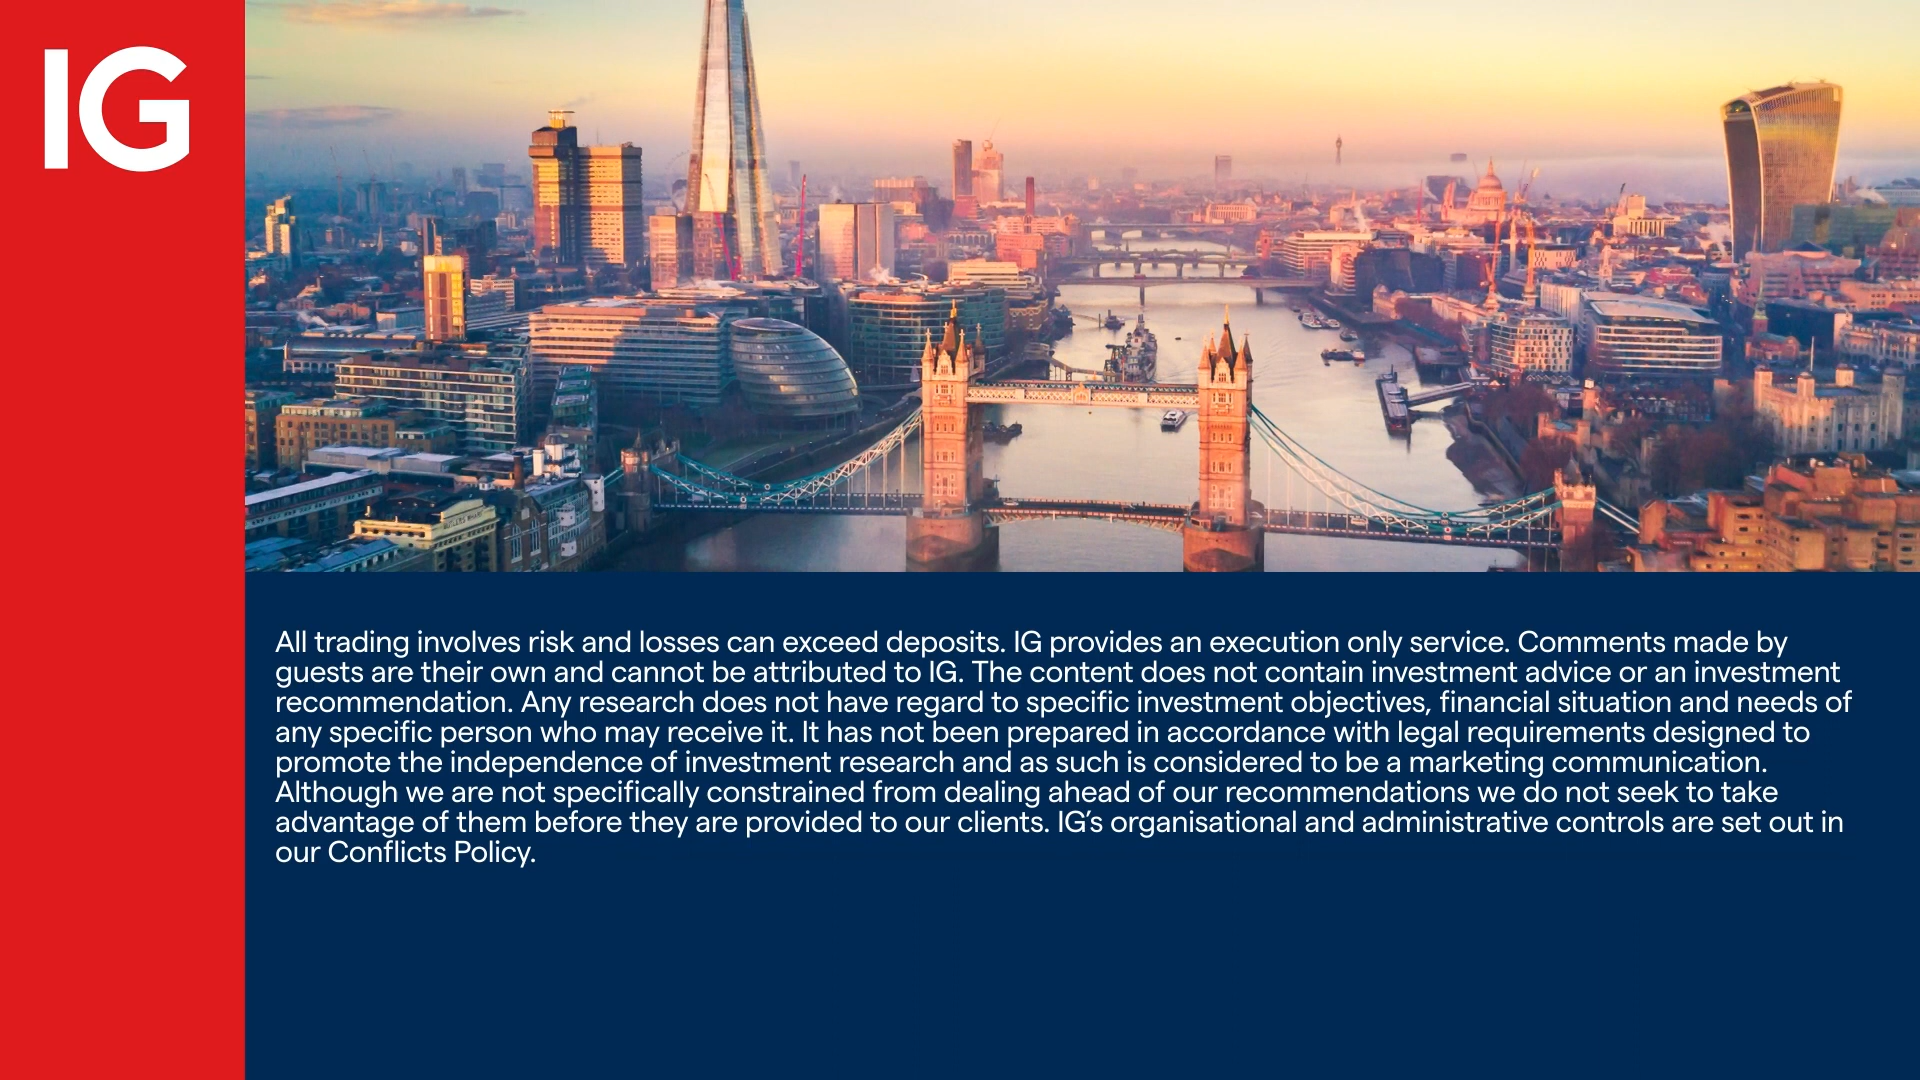 IG
All trading involves risk and losses can exceed deposits. IG provides an execution only service. Comments made by
guests are their own and cannot be attributed to IG. The content does not contain investment advice or an investment
recommendation. Any research does not have regard to specific investment objectives, financial situation and needs of
any specific person who may receive it. It has not been prepared in accordance with legal requirements designed to
promote the independence of investment research and as such is considered to be a marketing communication.
Although we are not specifically constrained from dealing ahead of our recommendations we do not seek to take
advantage of them before they are provided to our clients. IG’s organisational and administrative controls are set out in
our Conflicts Policy.